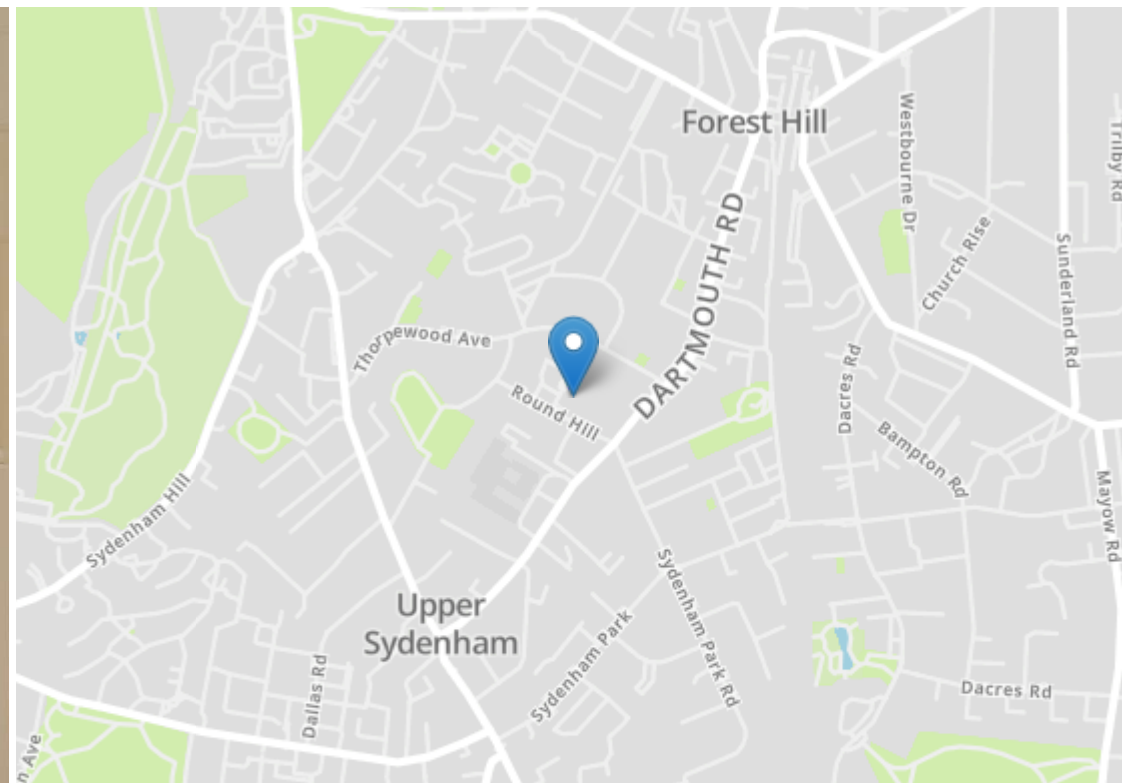 Forest Hill
Westbourne Dr
Trilby Rd
DARTMOUTH RD
Church Rise
Sunderland Rd
Thorpewood Ave
Round Hill
Dacres Rd
Bampton Rd
Mayow Rd
Sydenham Hill
Upper
Sydenham
Sydenham Park
Sydenham Park Rd
Dallas Rd
Dacres Rd
n Ave